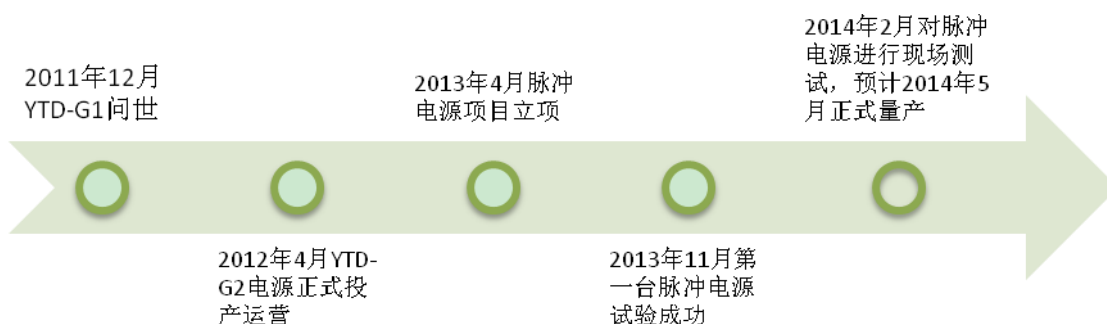 2011年12月
YTD-G1问世
2012年4月YTD-
G2电源正式投
产运营
2013年4月脉冲
电源项目立项
2013年11月第
一台脉冲电源
试验成功
2014年2月对脉冲
电源进行现场测
试，预计2014年5
月正式量产